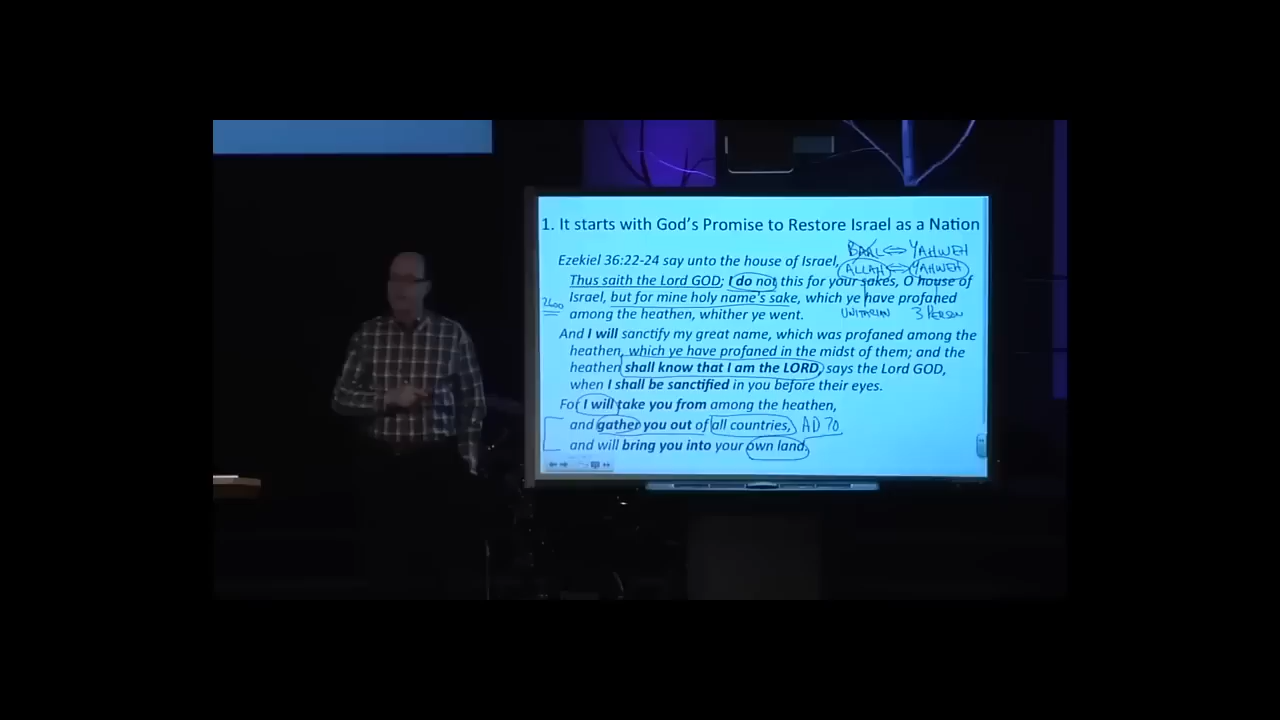 1. It starts with God's Promise to Restore Israel as a Nation
BAAL ⇔ YAHWEH
Ezekiel 36:22-24 say unto the house of Israel,
ALLAH ⇔ YAHWEH
Thus saith the Lord GOD; I do not this for your sakes, O house of
Israel, but for mine holy name's sake, which ye have profaned
2600
among the heathen, whither ye went.
UNITARIAN 3 PERSON
And I will sanctify my great name, which was profaned among the
heathen, which ye have profaned in the midst of them; and the
heathen shall know that I am the LORD, says the Lord GOD,
when I shall be sanctified in you before their eyes.
For I will take you from among the heathen,
and gather you out of all countries, AD 70
and will bring you into your own land.